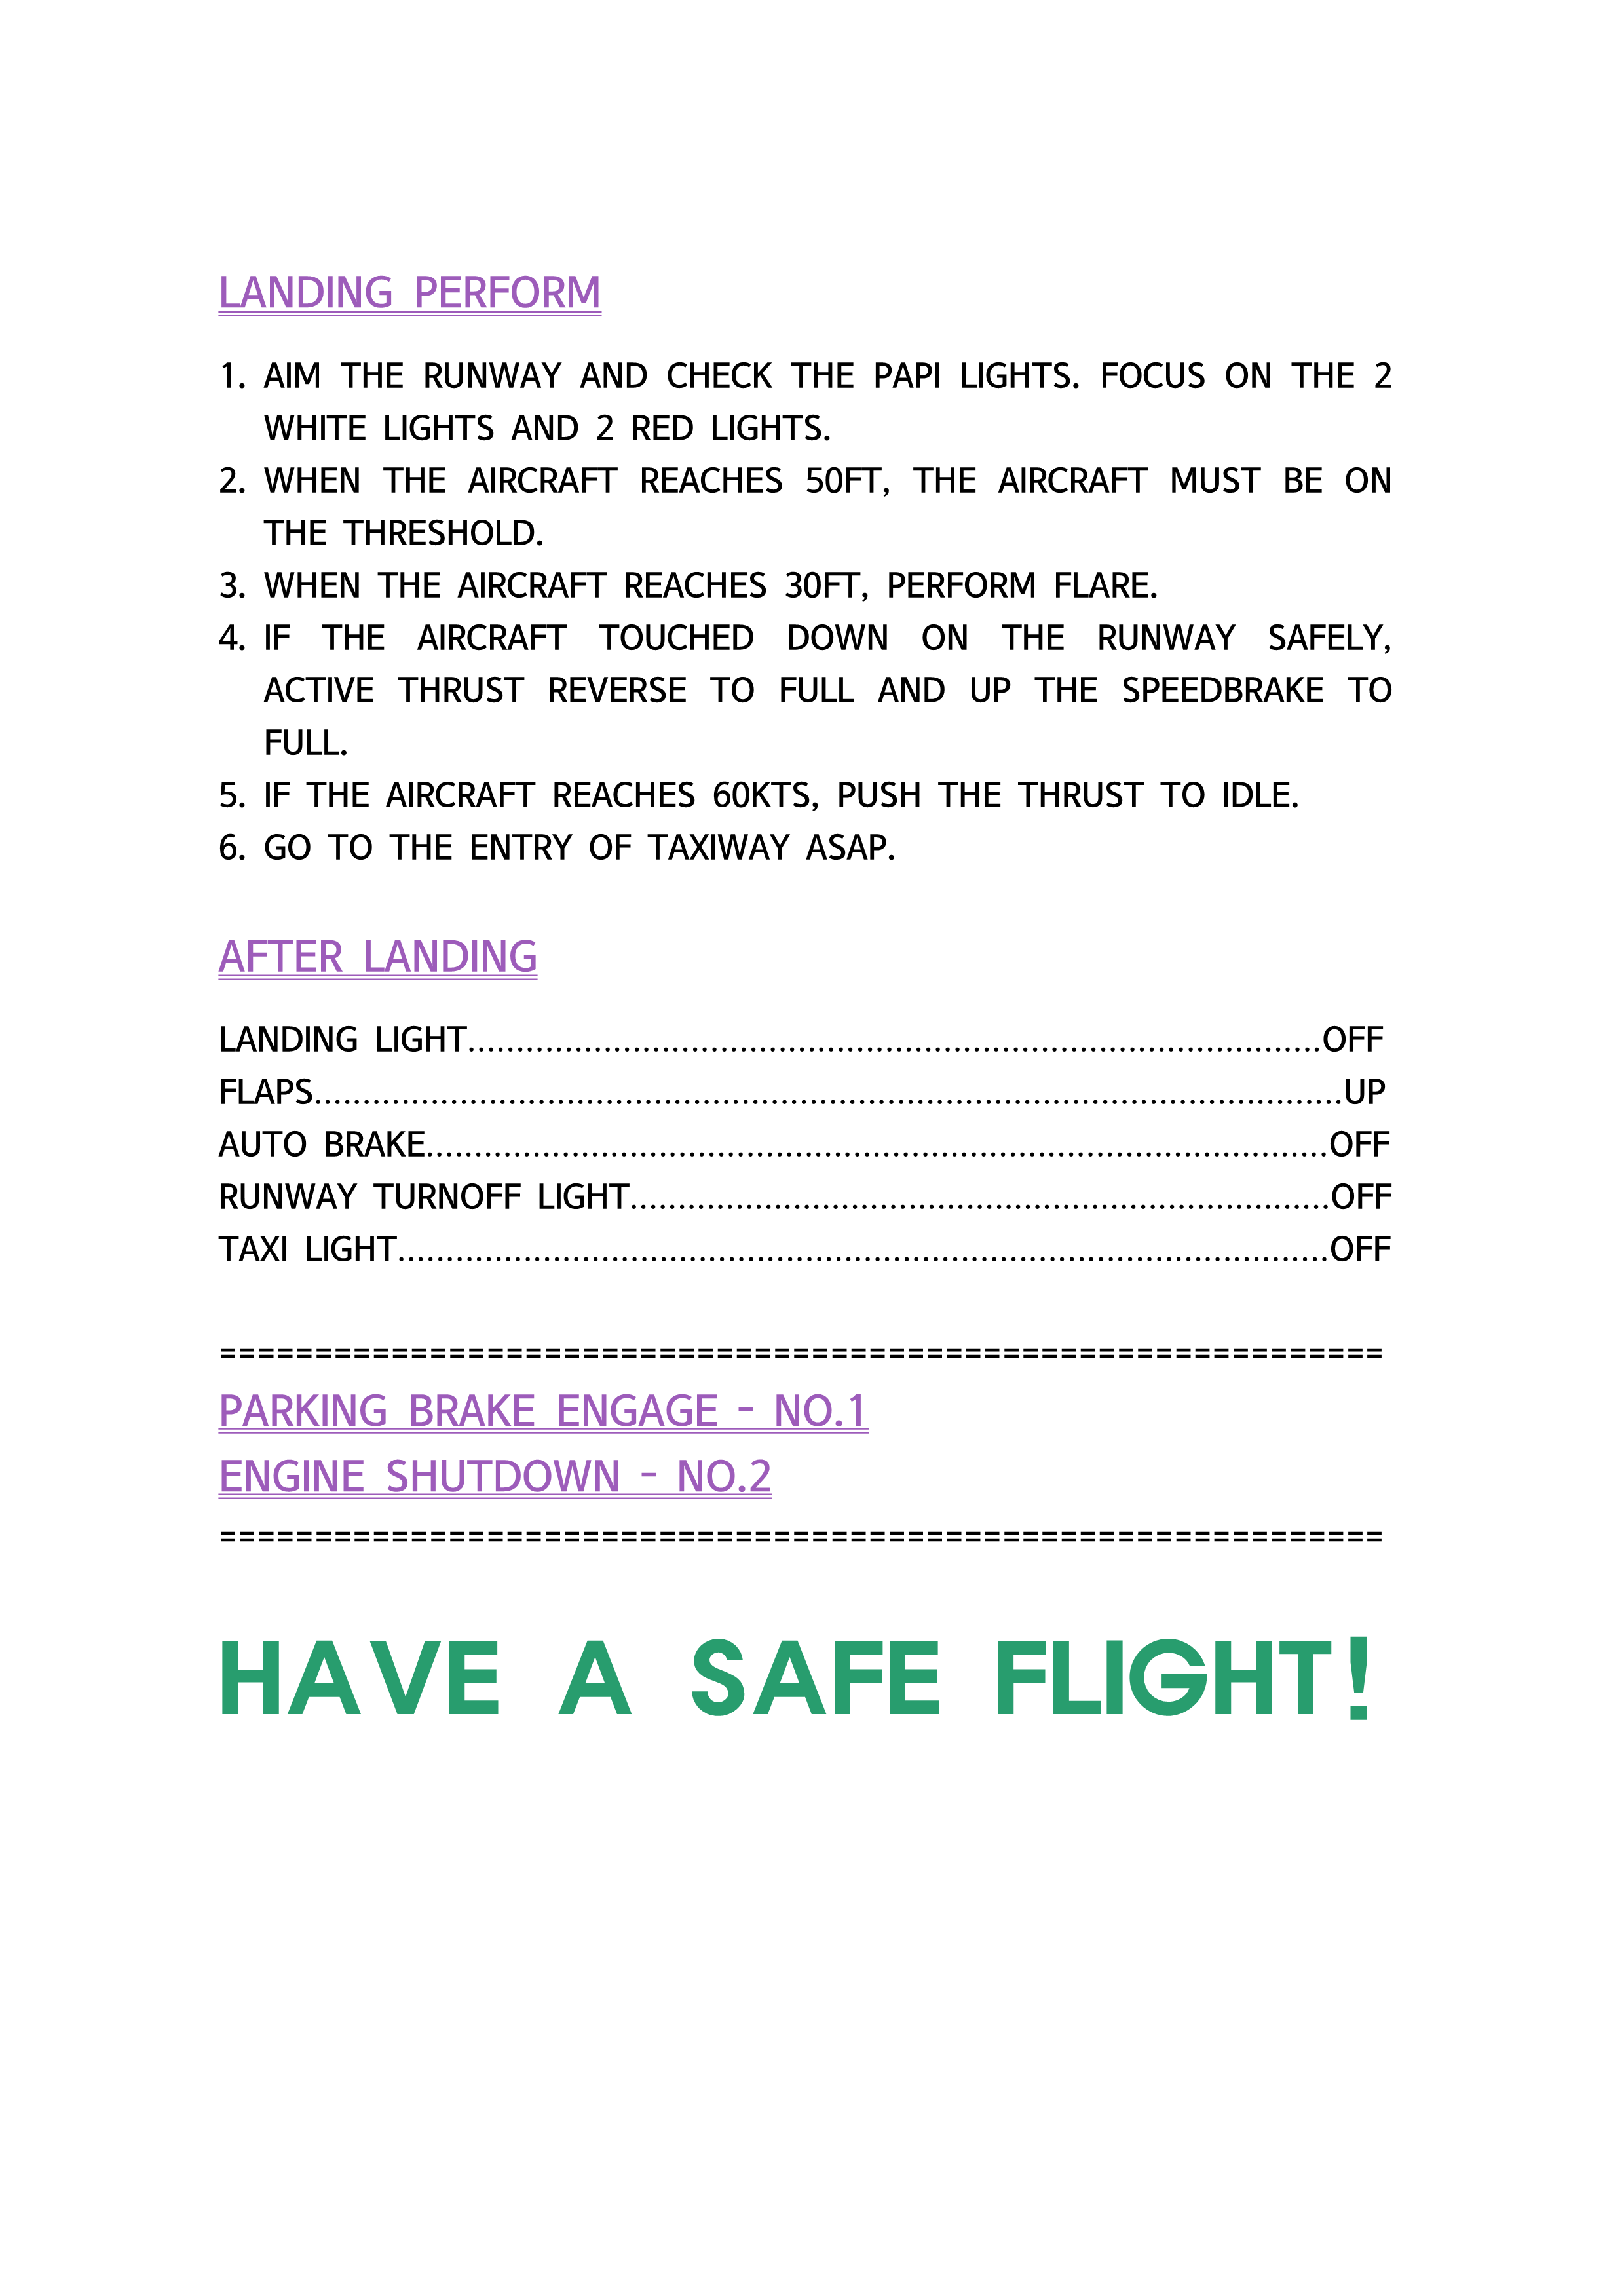 LANDING PERFORM
1. AIM THE RUNWAY AND CHECK THE PAPI LIGHTS. FOCUS ON THE 2
WHITE LIGHTS AND 2 RED LIGHTS.
2. WHEN THE AIRCRAFT REACHES 50FT, THE AIRCRAFT MUST BE ON
THE THRESHOLD.
3. WHEN THE AIRCRAFT REACHES 30FT, PERFORM FLARE.
4. IF THE AIRCRAFT TOUCHED DOWN ON THE RUNWAY SAFELY,
ACTIVE THRUST REVERSE TO FULL AND UP THE SPEEDBRAKE TO
FULL.
5. IF THE AIRCRAFT REACHES 60KTS, PUSH THE THRUST TO IDLE.
6. GO TO THE ENTRY OF TAXIWAY ASAP.
AFTER LANDING
LANDING LIGHT.........................................................................................OFF
FLAPS...........................................................................................................UP
AUTO BRAKE..............................................................................................OFF
RUNWAY TURNOFF LIGHT.........................................................................OFF
TAXI LIGHT.................................................................................................OFF
=============================================================
PARKING BRAKE ENGAGE - NO.1
ENGINE SHUTDOWN - NO.2
=============================================================
HAVE A SAFE FLIGHT!